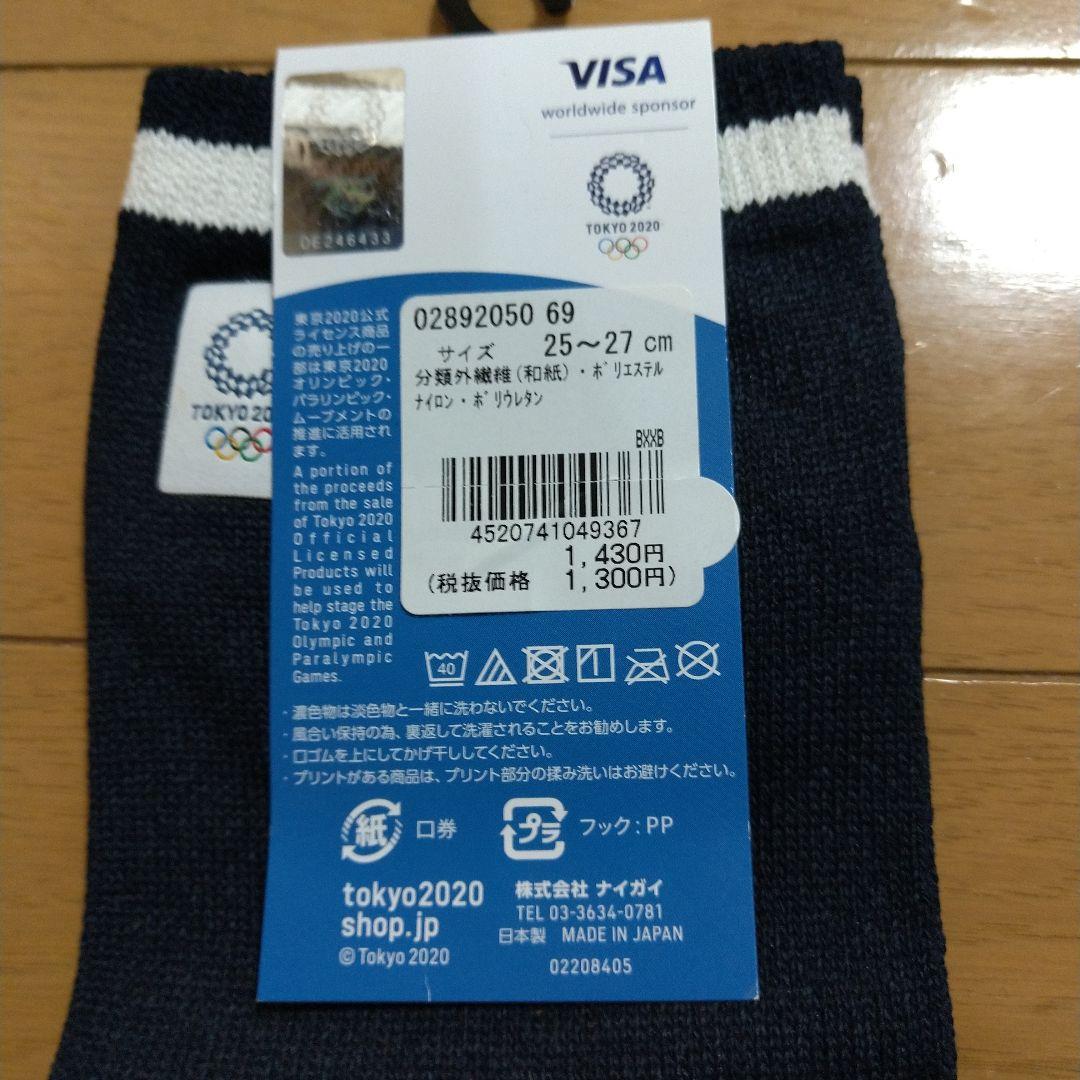 VISA
worldwide sponsor
TOKYO 2020
OE246433
TOKYO 20
東京2020公式
ライセンス商品
の売り上げの一
部は東京2020
オリンピック・
パラリンピック・
ムーブメントの
推進に活用され
ます。
A portion of
the proceeds
from the sale
of Tokyo 2020
Official
Licensed
Products will
be used to
help stage the
Tokyo 2020
Olympic and
Paralympic
Games.
02892050 69
サイズ 25～27 cm
分類外繊維(和紙)・ポリエステル
ナイロン・ポリウレタン
BXXB
4520741049367
1,430円
(税抜価格 1,300円)
40
・濃色物は淡色物と一緒に洗わないでください。
・風合い保持の為、裏返して洗濯されることをお勧めします。
・口ゴムを上にしてかげ干ししてください。
・プリントがある商品は、プリント部分の揉み洗いはお避けください。
紙 口券
プラ フック:PP
tokyo2020
shop.jp
© Tokyo 2020
株式会社 ナイガイ
TEL 03-3634-0781
日本製 MADE IN JAPAN
02208405